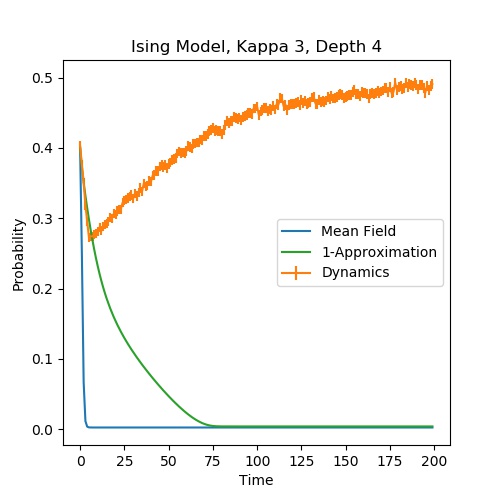 Ising Model, Kappa 3, Depth 4
Probability
0.5
0.4
0.3
0.2
0.1
0.0
Mean Field
1-Approximation
Dynamics
0 25 50 75 100 125 150 175 200
Time